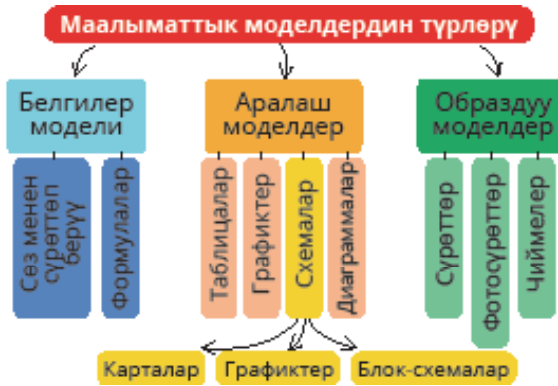 Маалыматтык моделдердин түрлөрү
Белгилер
модели
Аралаш
моделдер
Образдуу
моделдер
Сөз менен
сүрөттөп
берүү
Формулалар
Таблицалар
Графиктер
Схемалар
Диаграммалар
Сүрөттөр
Фотосүрөттөр
Чиймелер
Карталар
Графиктер
Блок-схемалар